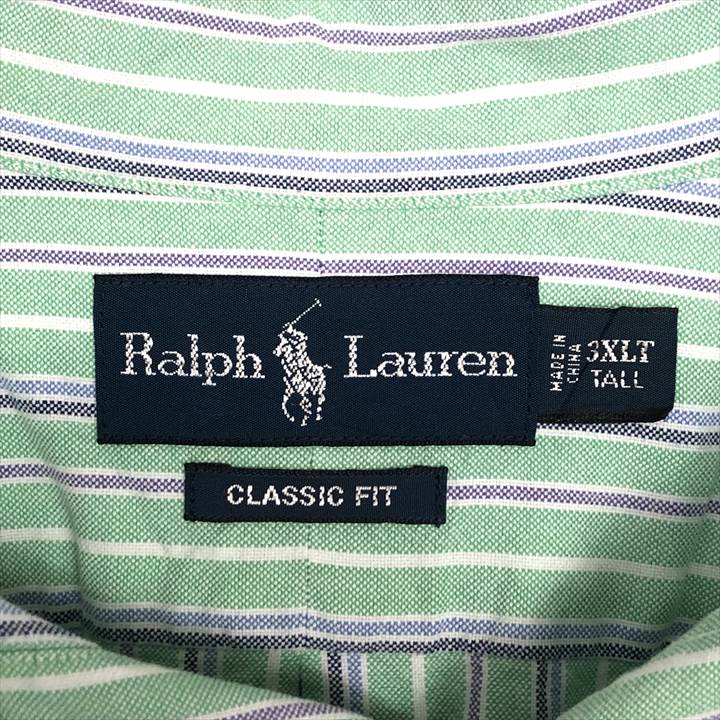 Ralph Lauren
MADE IN
CHINA
3XLT
TALL
CLASSIC FIT